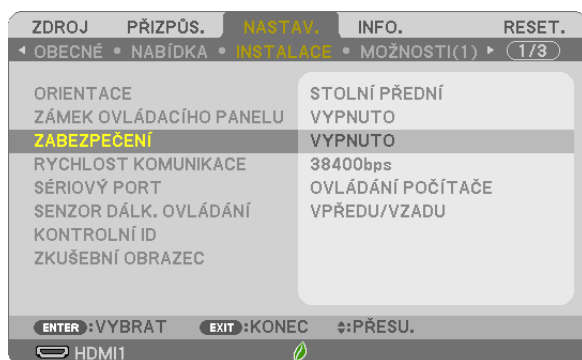 ZDROJ PŘIZPŮS. NASTAV. INFO. RESET.
OBECNÉ • NABÍDKA • INSTALACE • MOŽNOSTI(1) 1/3
ORIENTACE STOLNÍ PŘEDNÍ
ZÁMEK OVLÁDACÍHO PANELU VYPNUTO
ZABEZPEČENÍ VYPNUTO
RYCHLOST KOMUNIKACE 38400bps
SÉRIOVÝ PORT OVLÁDÁNÍ POČÍTAČE
SENZOR DÁLK. OVLÁDÁNÍ VPŘEDU/VZADU
KONTROLNÍ ID
ZKUŠEBNÍ OBRAZEC
ENTER :VYBRAT EXIT :KONEC :PŘESU.
HDMI1